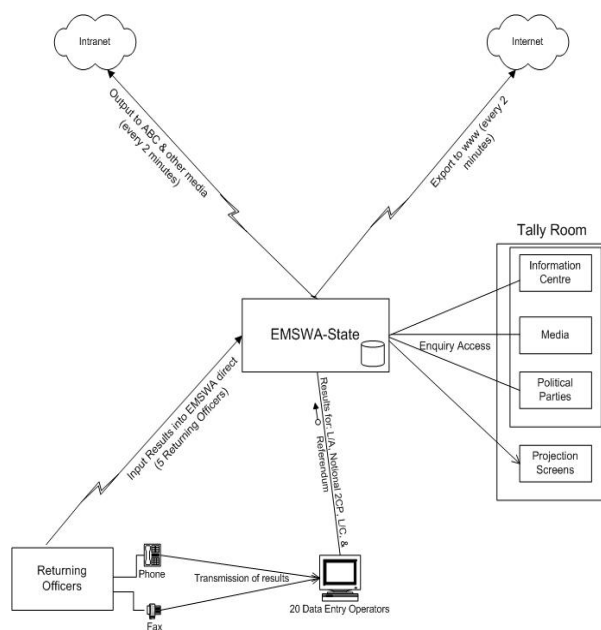 Intranet
Internet
Output to ABC & other media
(every 2 minutes)
Export to www (every 2
minutes)
Tally Room
Information
Centre
Media
Political
Parties
Projection
Screens
EMSWA-State
Enquiry Access
Input Results into EMSWA direct
(5 Returning Officers)
Results for: L/A, Notional 2CP, L/C, &
Referendum
Returning
Officers
Phone
Fax
Transmission of results
20 Data Entry Operators